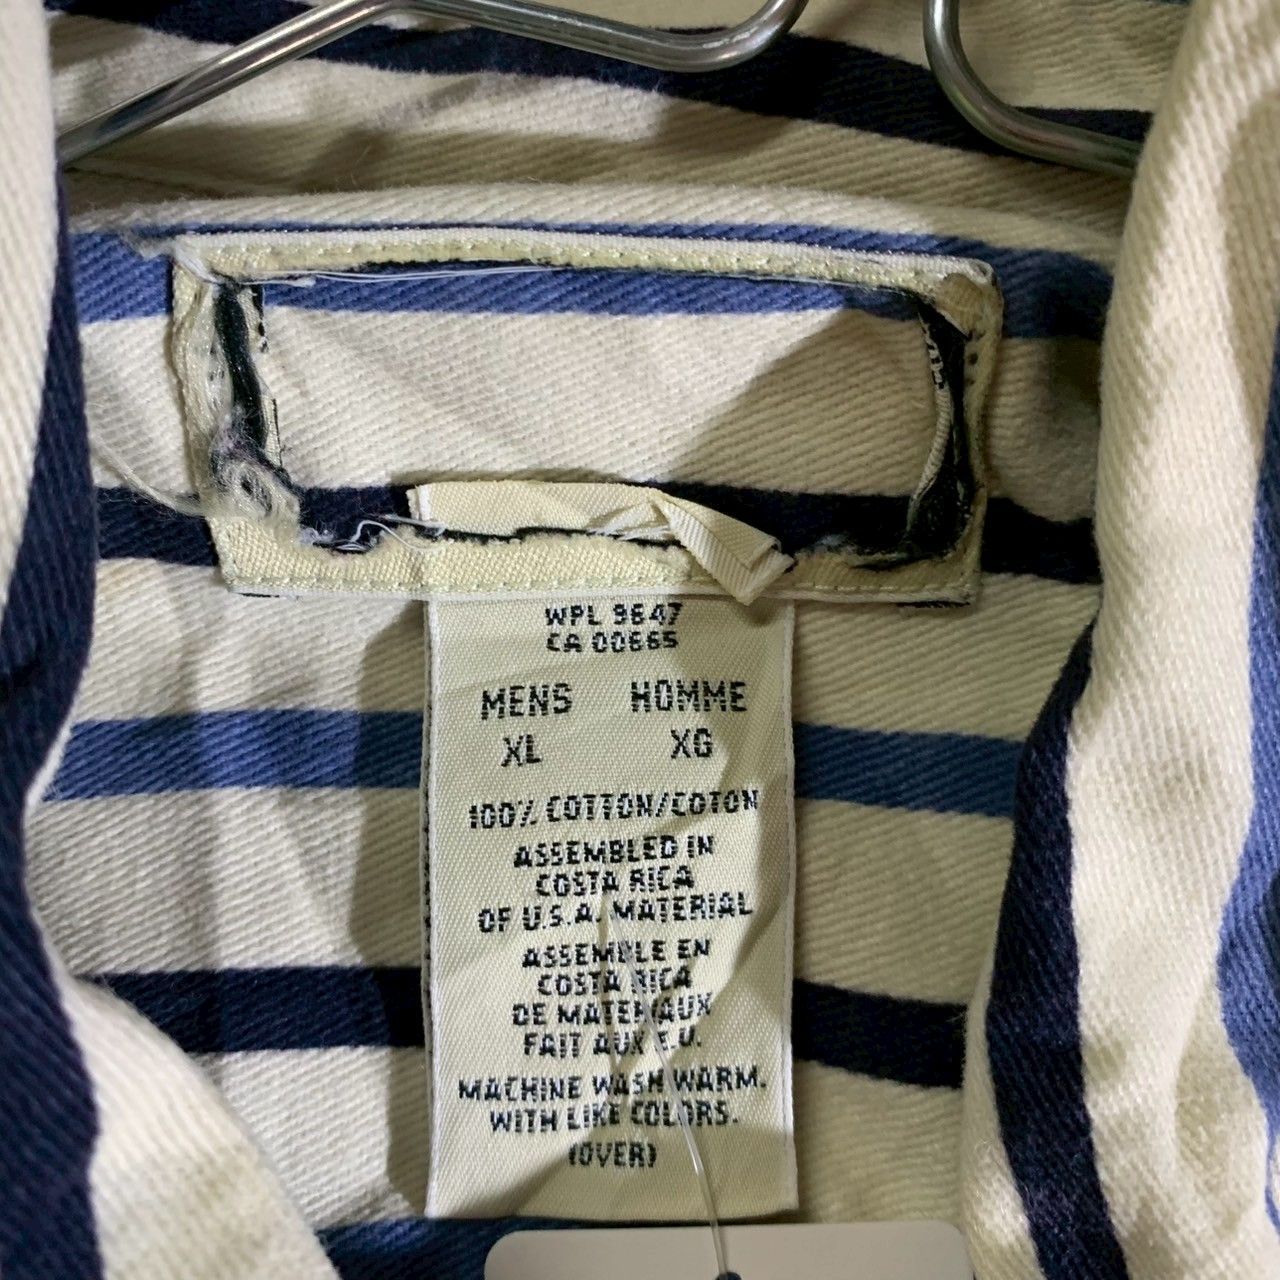 WPL 9647
CA 00665
MENS HOMME
XL XG
100% COTTON/COTON
ASSEMBLED IN
COSTA RICA
OF U.S.A. MATERIAL
ASSEMBLE EN
COSTA RICA
DE MATERIAUX
FAIT AUX E.U.
MACHINE WASH WARM.
WITH LIKE COLORS.
(OVER)